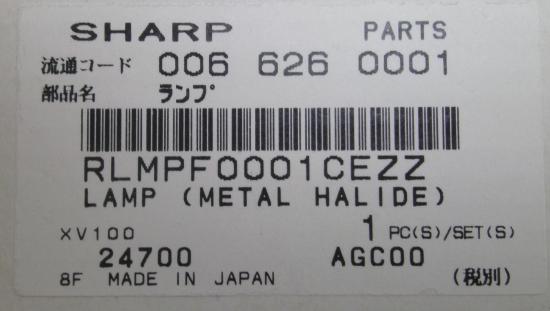 SHARP PARTS
流通コード 006 626 0001
部品名 ランプ
RLMPF0001CEZZ
LAMP (METAL HALIDE)
XV100 1 PC(S)/SET(S)
24700 AGC00
8F MADE IN JAPAN (税別)